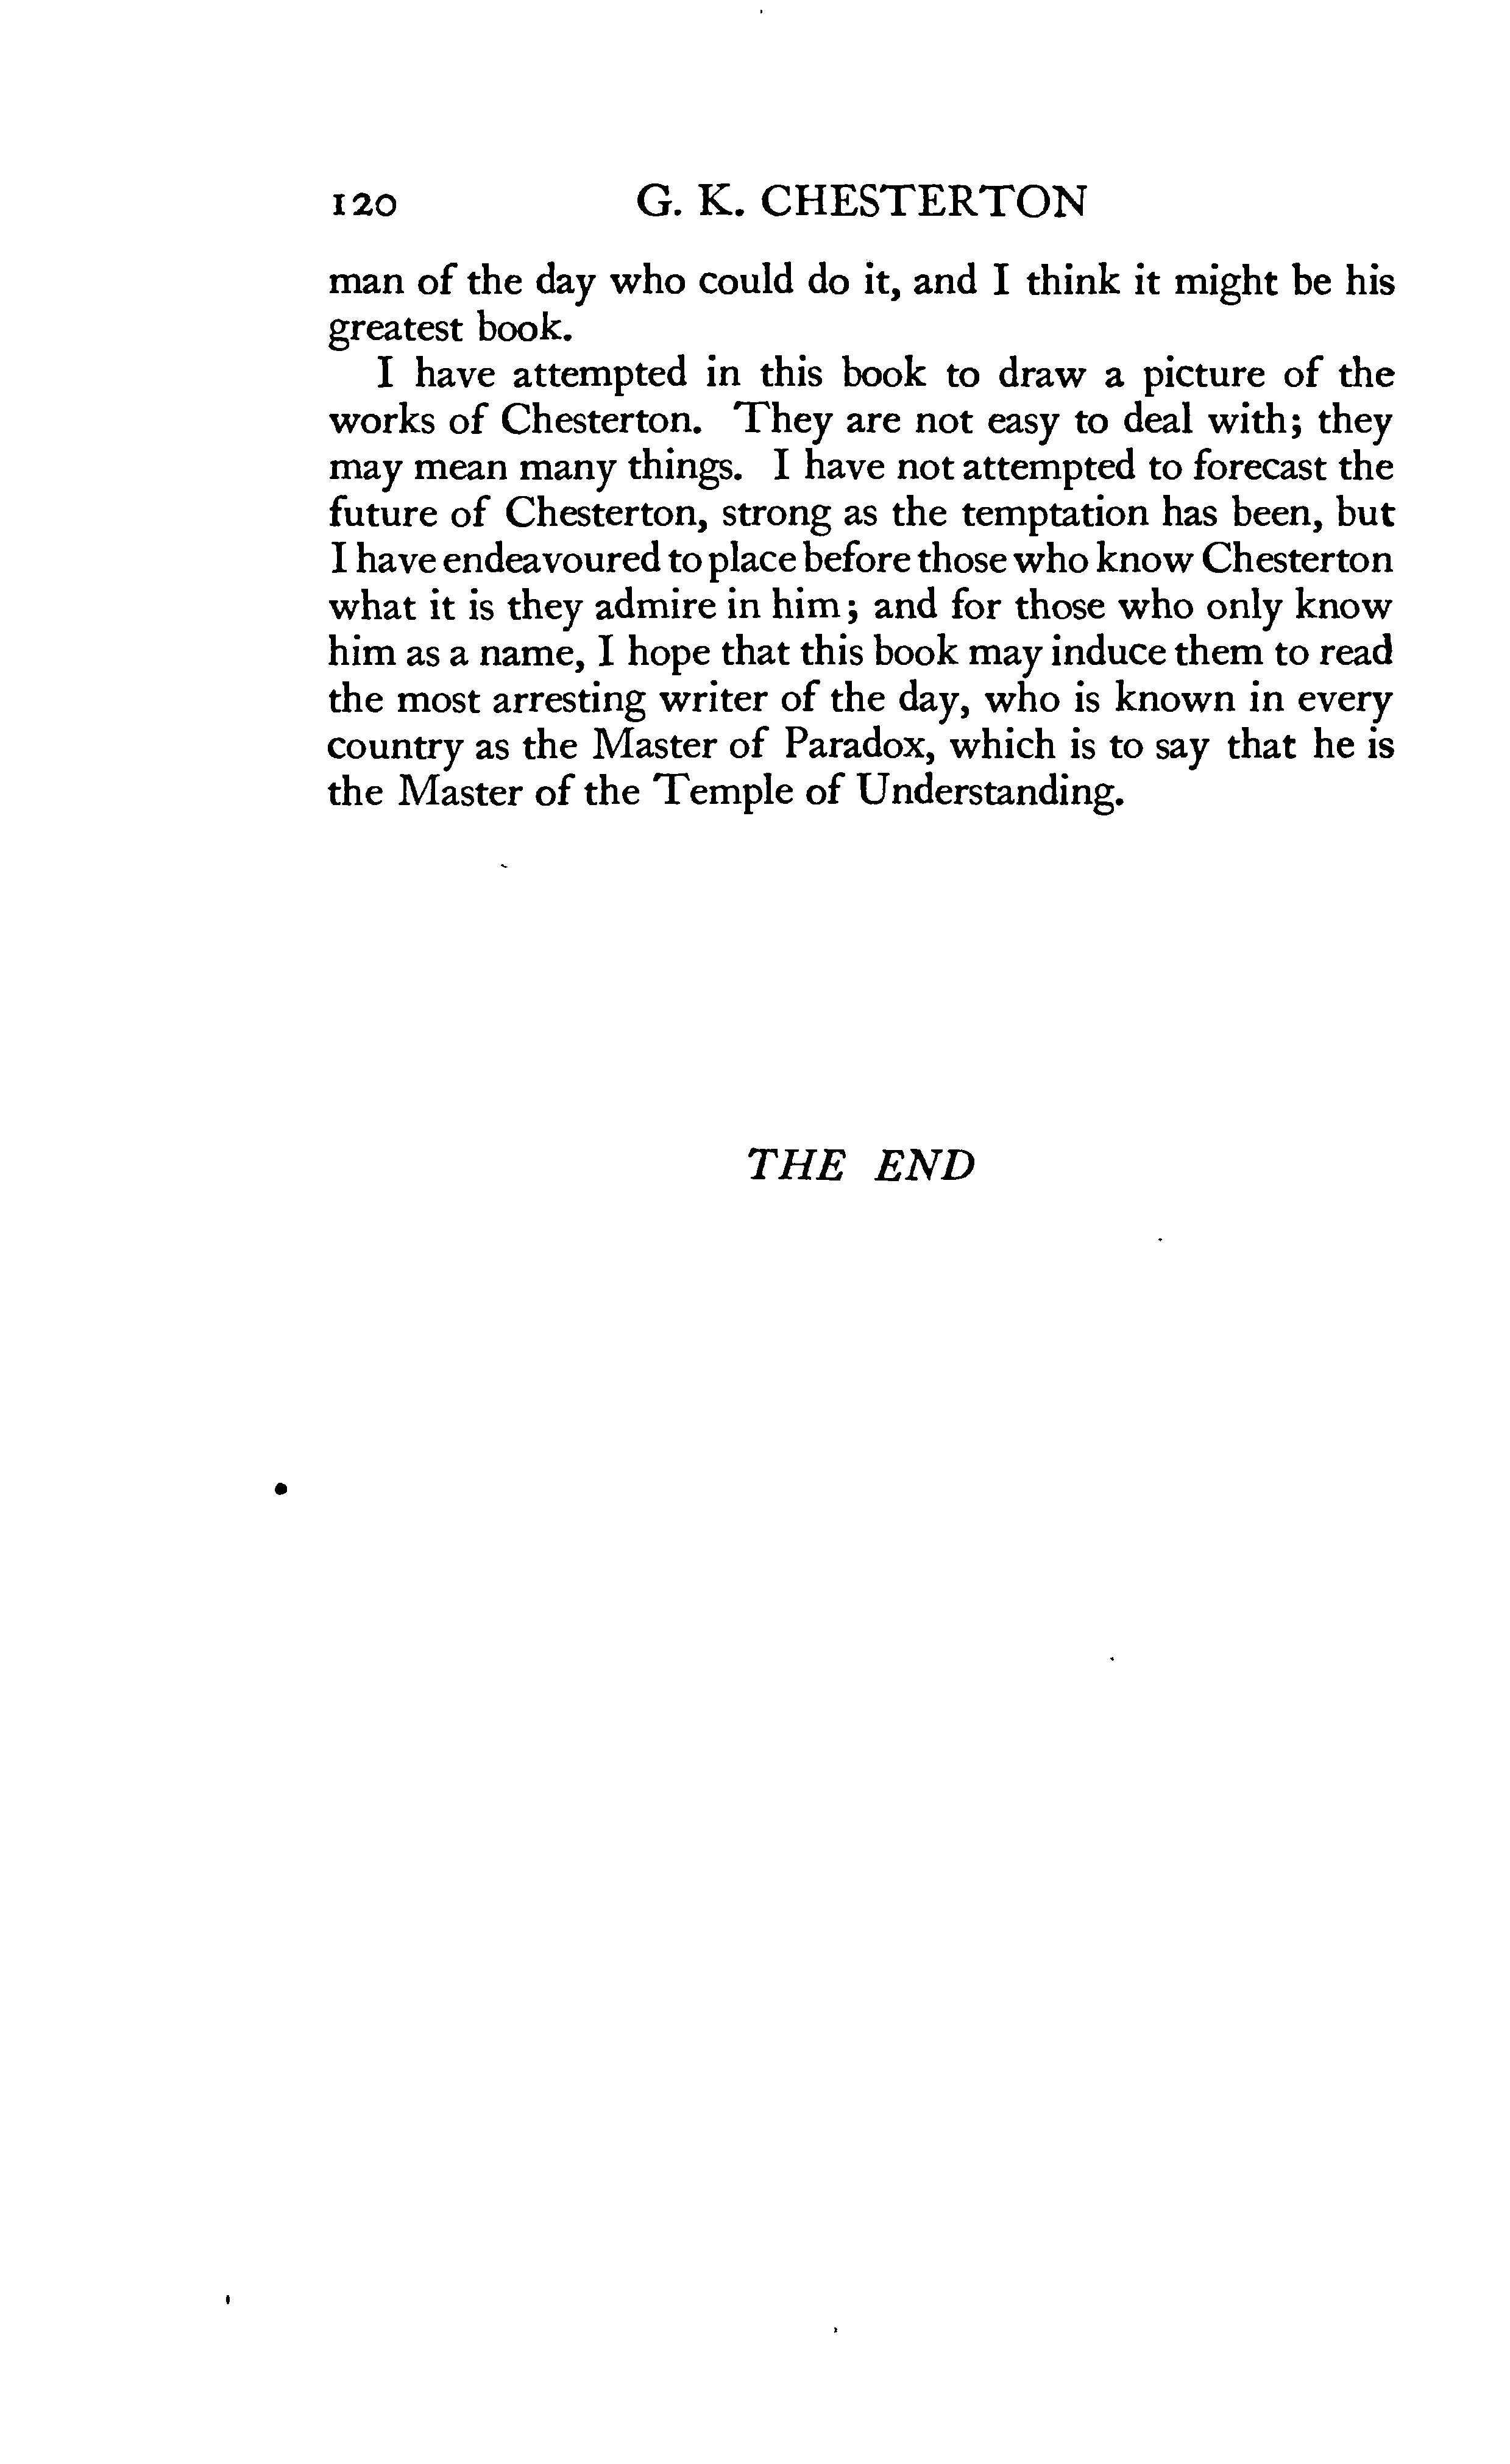 120 G. K. CHESTERTON
man of the day who could do it, and I think it might be his
greatest book.
I have attempted in this book to draw a picture of the
works of Chesterton. They are not easy to deal with; they
may mean many things. I have not attempted to forecast the
future of Chesterton, strong as the temptation has been, but
I have endeavoured to place before those who know Chesterton
what it is they admire in him; and for those who only know
him as a name, I hope that this book may induce them to read
the most arresting writer of the day, who is known in every
country as the Master of Paradox, which is to say that he is
the Master of the Temple of Understanding.
THE END